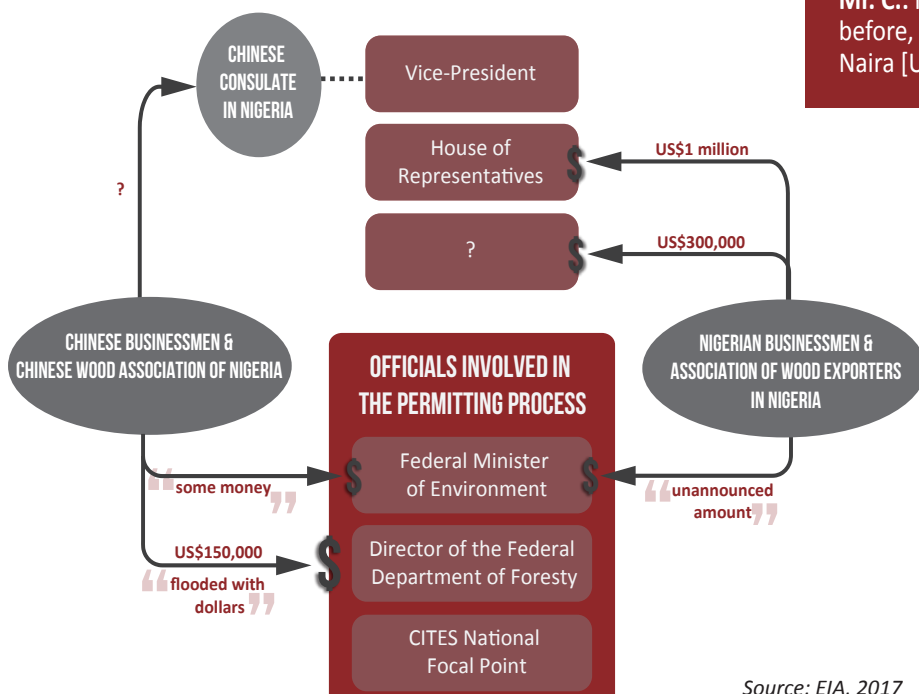 Mr. C.:
before,
Naira [U
CHINESE
CONSULATE
IN NIGERIA
Vice-President
House of
Representatives
US$1 million
?
?
US$300,000
CHINESE BUSINESSMEN &
CHINESE WOOD ASSOCIATION OF NIGERIA
NIGERIAN BUSINESSMEN &
ASSOCIATION OF WOOD EXPORTERS
IN NIGERIA
OFFICIALS INVOLVED IN
THE PERMITTING PROCESS
Federal Minister
of Environment
“some money”
“unannounced
amount”
US$150,000
“flooded with
dollars”
Director of the Federal
Department of Foresty
CITES National
Focal Point
Source: EIA, 2017